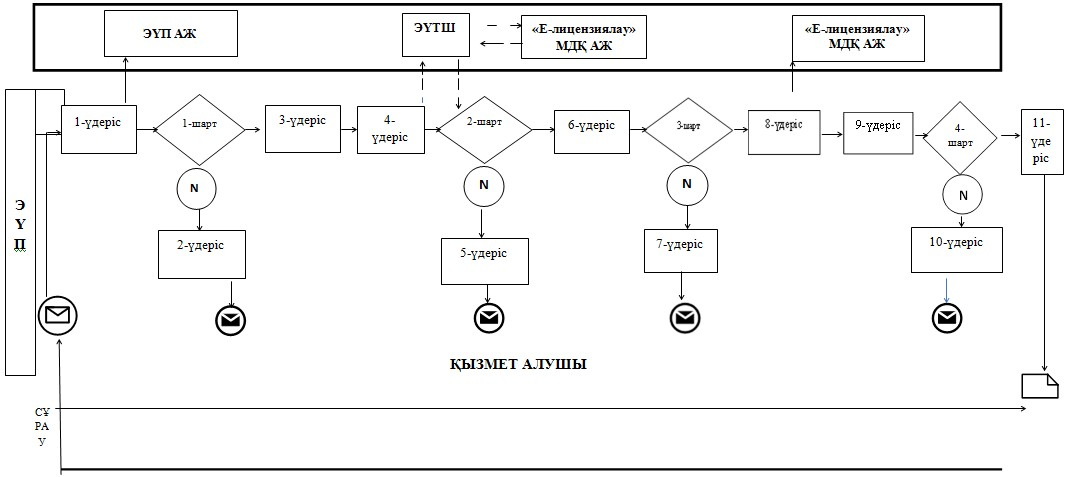 ЭҮП АЖ
ЭҮТШ
«Е-лицензиялау»
МДҚ АЖ
«Е-лицензиялау»
МДҚ АЖ
Э
Ү
П
1-үдеріс
1-шарт
3-үдеріс
4-
үдеріс
2-шарт
6-үдеріс
3-шарт
8-үдеріс
9-үдеріс
4-
шарт
11-
үде
ріс
N
N
N
N
2-үдеріс
5-үдеріс
7-үдеріс
10-үдеріс
ҚЫЗМЕТ АЛУШЫ
СҰ
РА
У